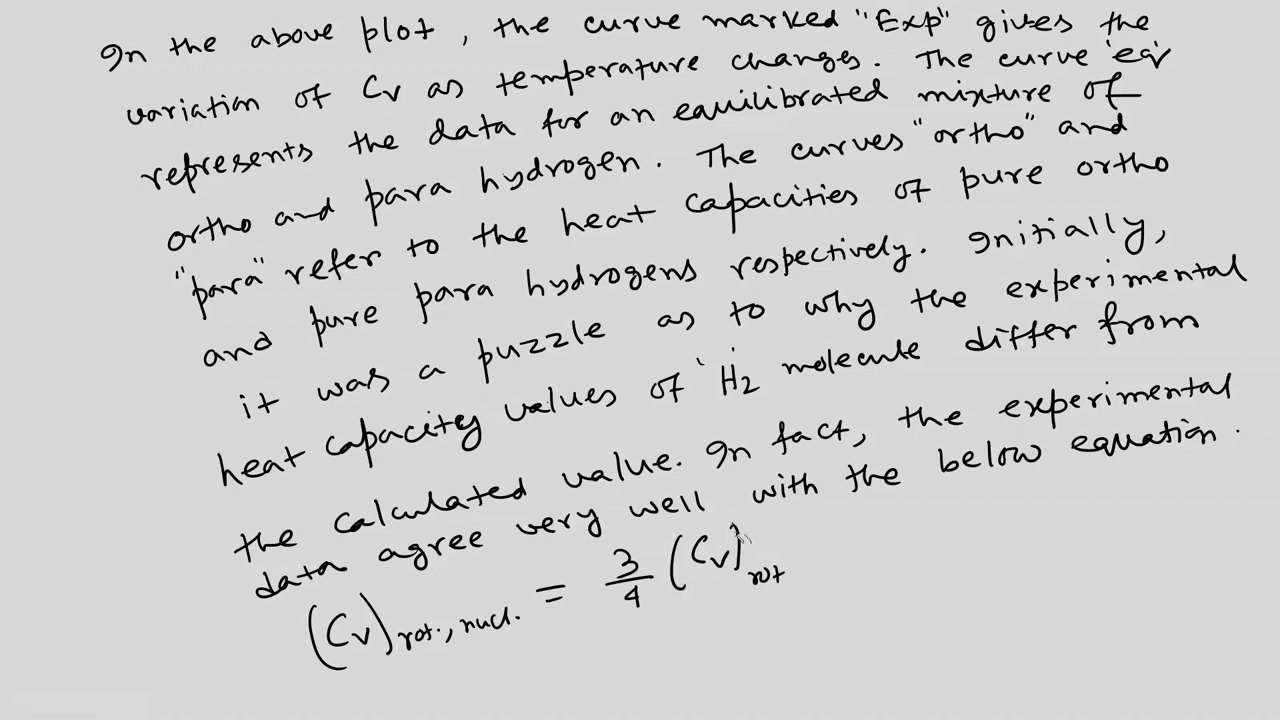 In the above plot, the curve marked "Exp" gives the
variation of Cv as temperature changes. The curve 'eq'
represents the data for an equilibrated mixture of
ortho and para hydrogen. The curves "ortho" and
"para" refer to the heat capacities of pure ortho
and pure para hydrogens respectively. Initially,
it was a puzzle as to why the experimental
heat capacity values of H2 molecule differ from
the calculated value. In fact, the experimental
data agree very well with the below equation.
(Cv)rot., nucl. = 3/4 (Cv)rot